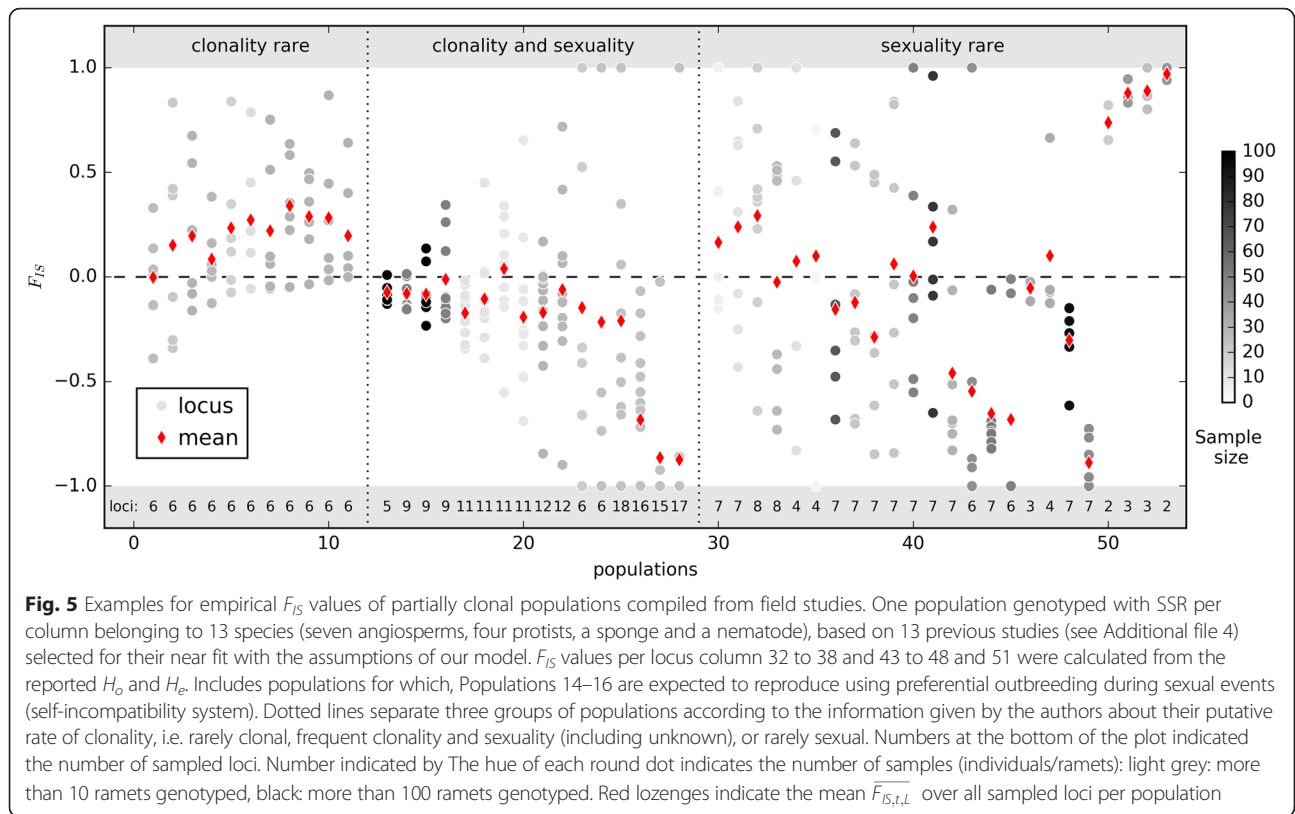 clonality rare clonality and sexuality sexuality rare
1.0
0.5
0.0
−0.5
−1.0
F_IS
locus
mean
loci: 6 6 6 6 6 6 6 6 6 6 6 5 9 9 9 11 11 11 11 12 12 6 6 18 16 15 17 7 7 8 8 4 4 7 7 7 7 7 7 7 6 7 6 3 4 7 7 2 3 3 2
0 10 20 30 40 50
populations
100
90
80
70
60
50
40
30
20
10
0
Sample
size
Fig. 5 Examples for empirical F_IS values of partially clonal populations compiled from field studies. One population genotyped with SSR per
column belonging to 13 species (seven angiosperms, four protists, a sponge and a nematode), based on 13 previous studies (see Additional file 4)
selected for their near fit with the assumptions of our model. F_IS values per locus column 32 to 38 and 43 to 48 and 51 were calculated from the
reported H_o and H_e. Includes populations for which, Populations 14–16 are expected to reproduce using preferential outbreeding during sexual events
(self-incompatibility system). Dotted lines separate three groups of populations according to the information given by the authors about their putative
rate of clonality, i.e. rarely clonal, frequent clonality and sexuality (including unknown), or rarely sexual. Numbers at the bottom of the plot indicated
the number of sampled loci. Number indicated by The hue of each round dot indicates the number of samples (individuals/ramets): light grey: more
than 10 ramets genotyped, black: more than 100 ramets genotyped. Red lozenges indicate the mean F_IS,t,L over all sampled loci per population